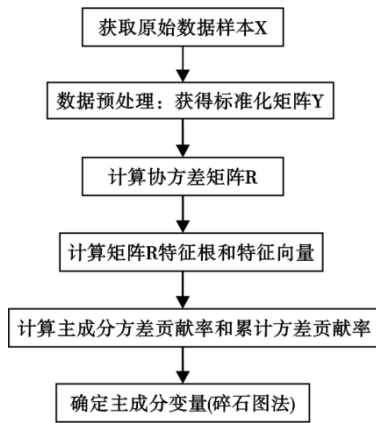 获取原始数据样本X
数据预处理：获得标准化矩阵Y
计算协方差矩阵R
计算矩阵R特征根和特征向量
计算主成分方差贡献率和累计方差贡献率
确定主成分变量(碎石图法)